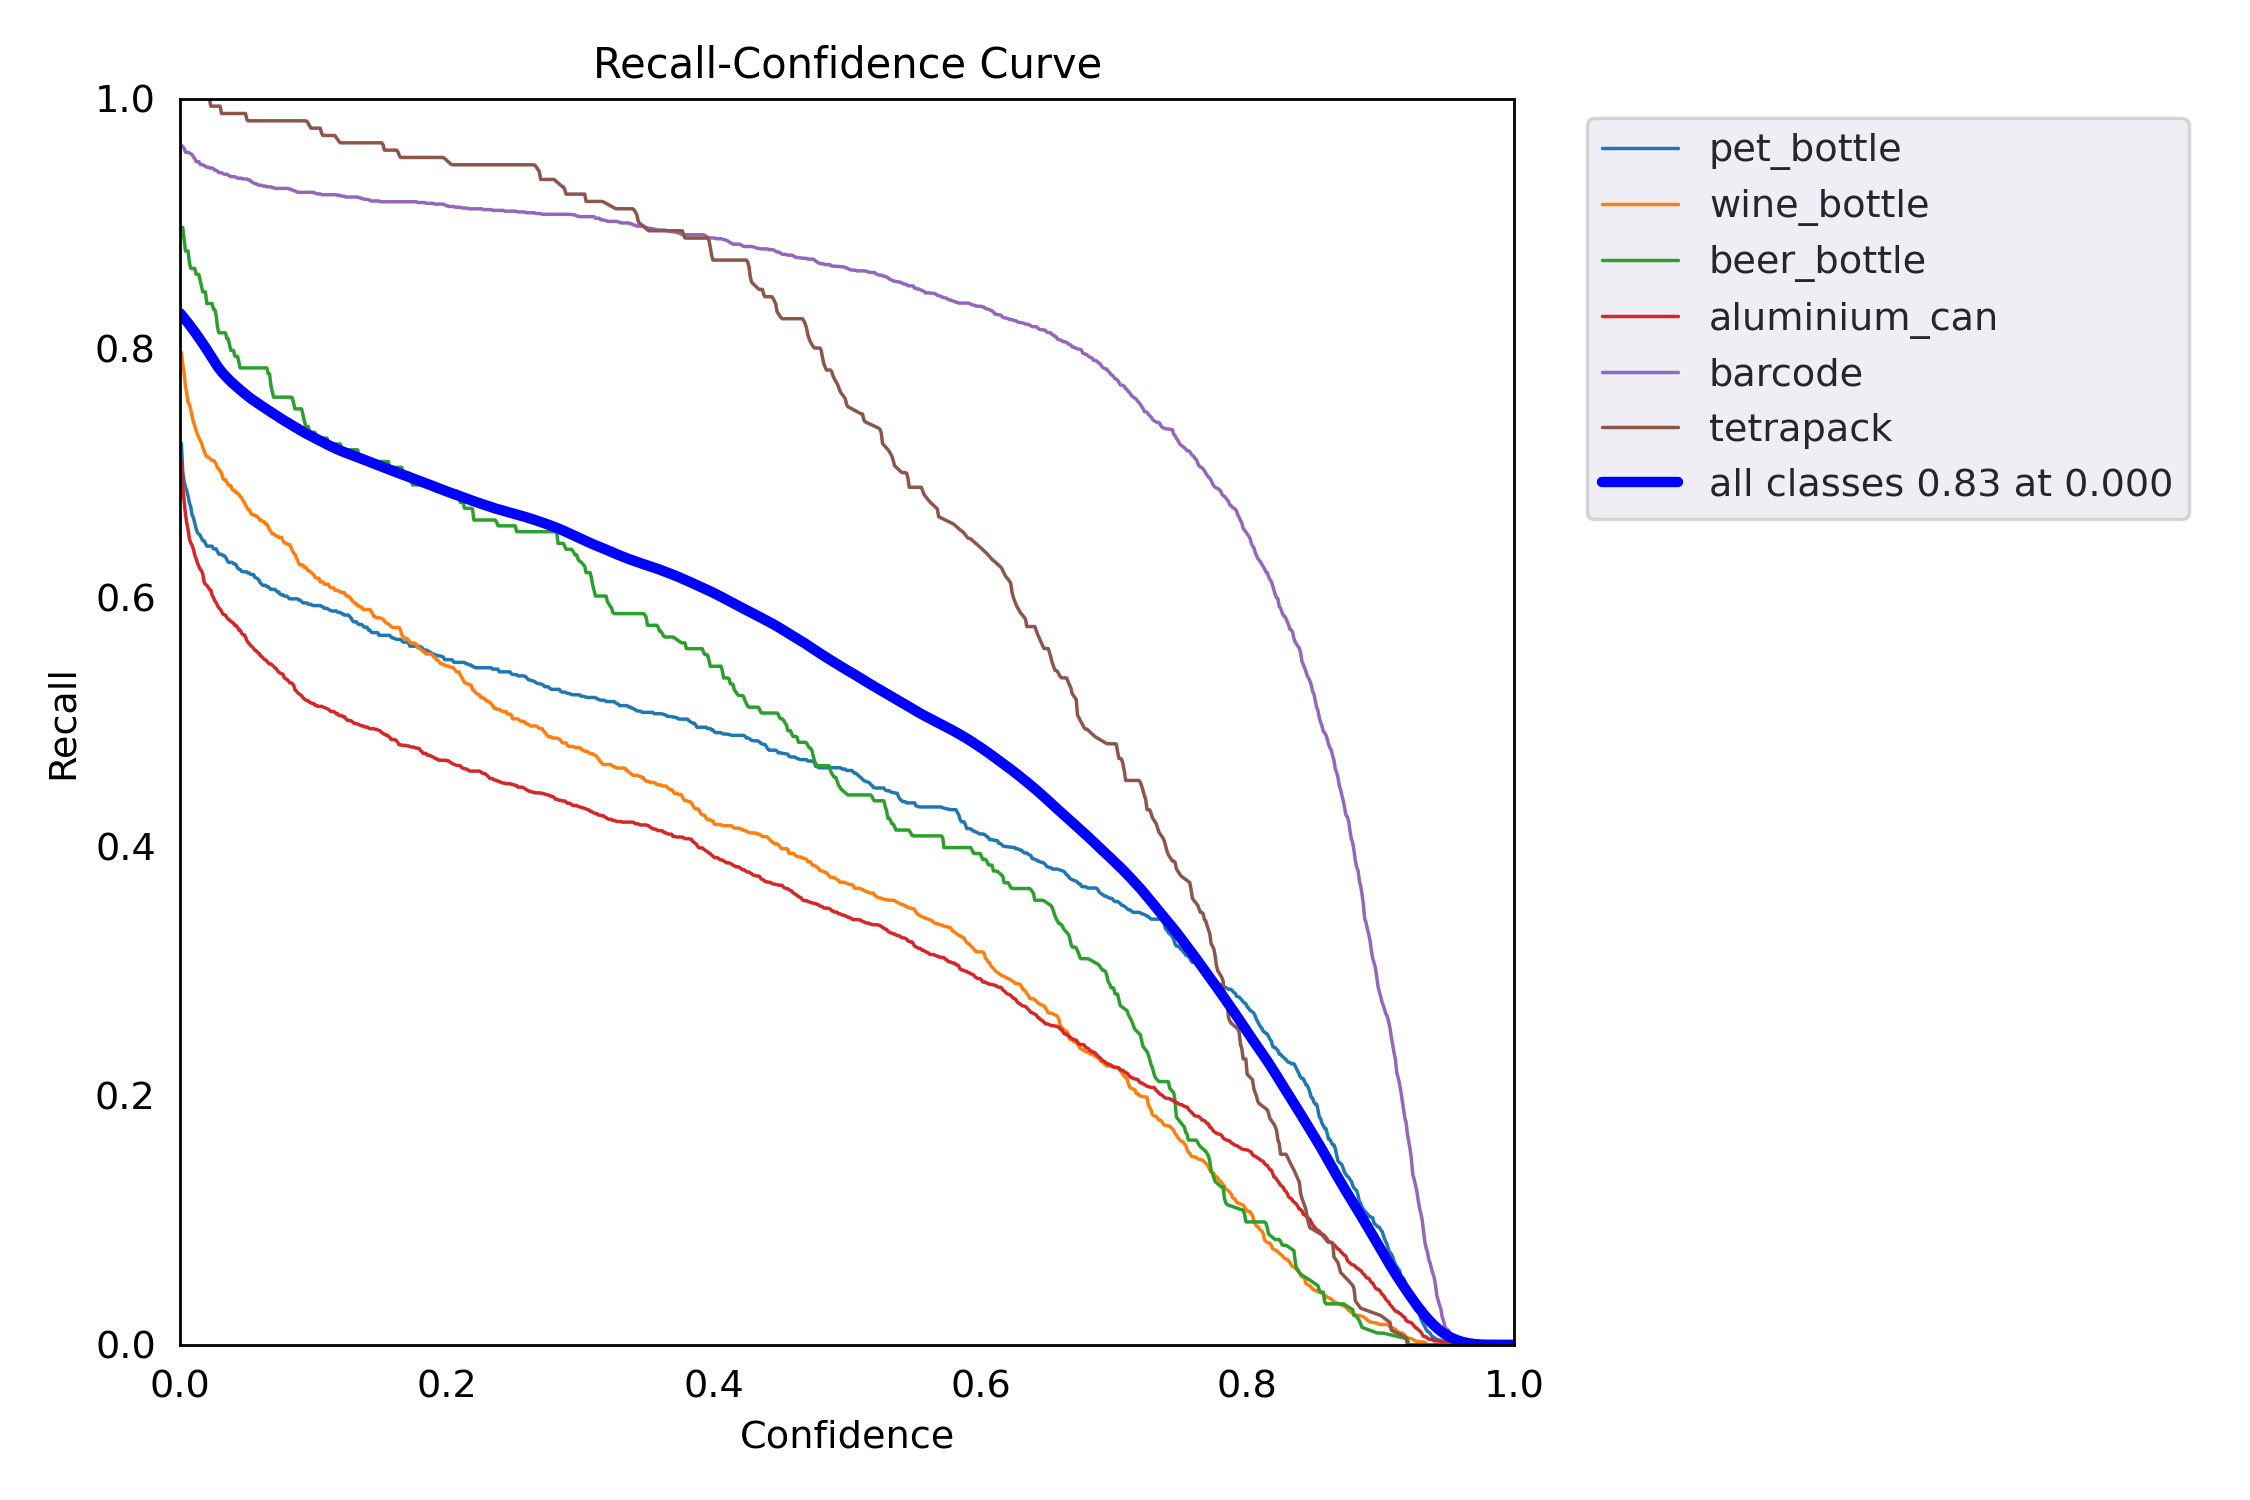 Recall-Confidence Curve
1.0
0.8
0.6
0.4
0.2
0.0
Recall
0.0 0.2 0.4 0.6 0.8 1.0
Confidence
pet_bottle
wine_bottle
beer_bottle
aluminium_can
barcode
tetrapack
all classes 0.83 at 0.000